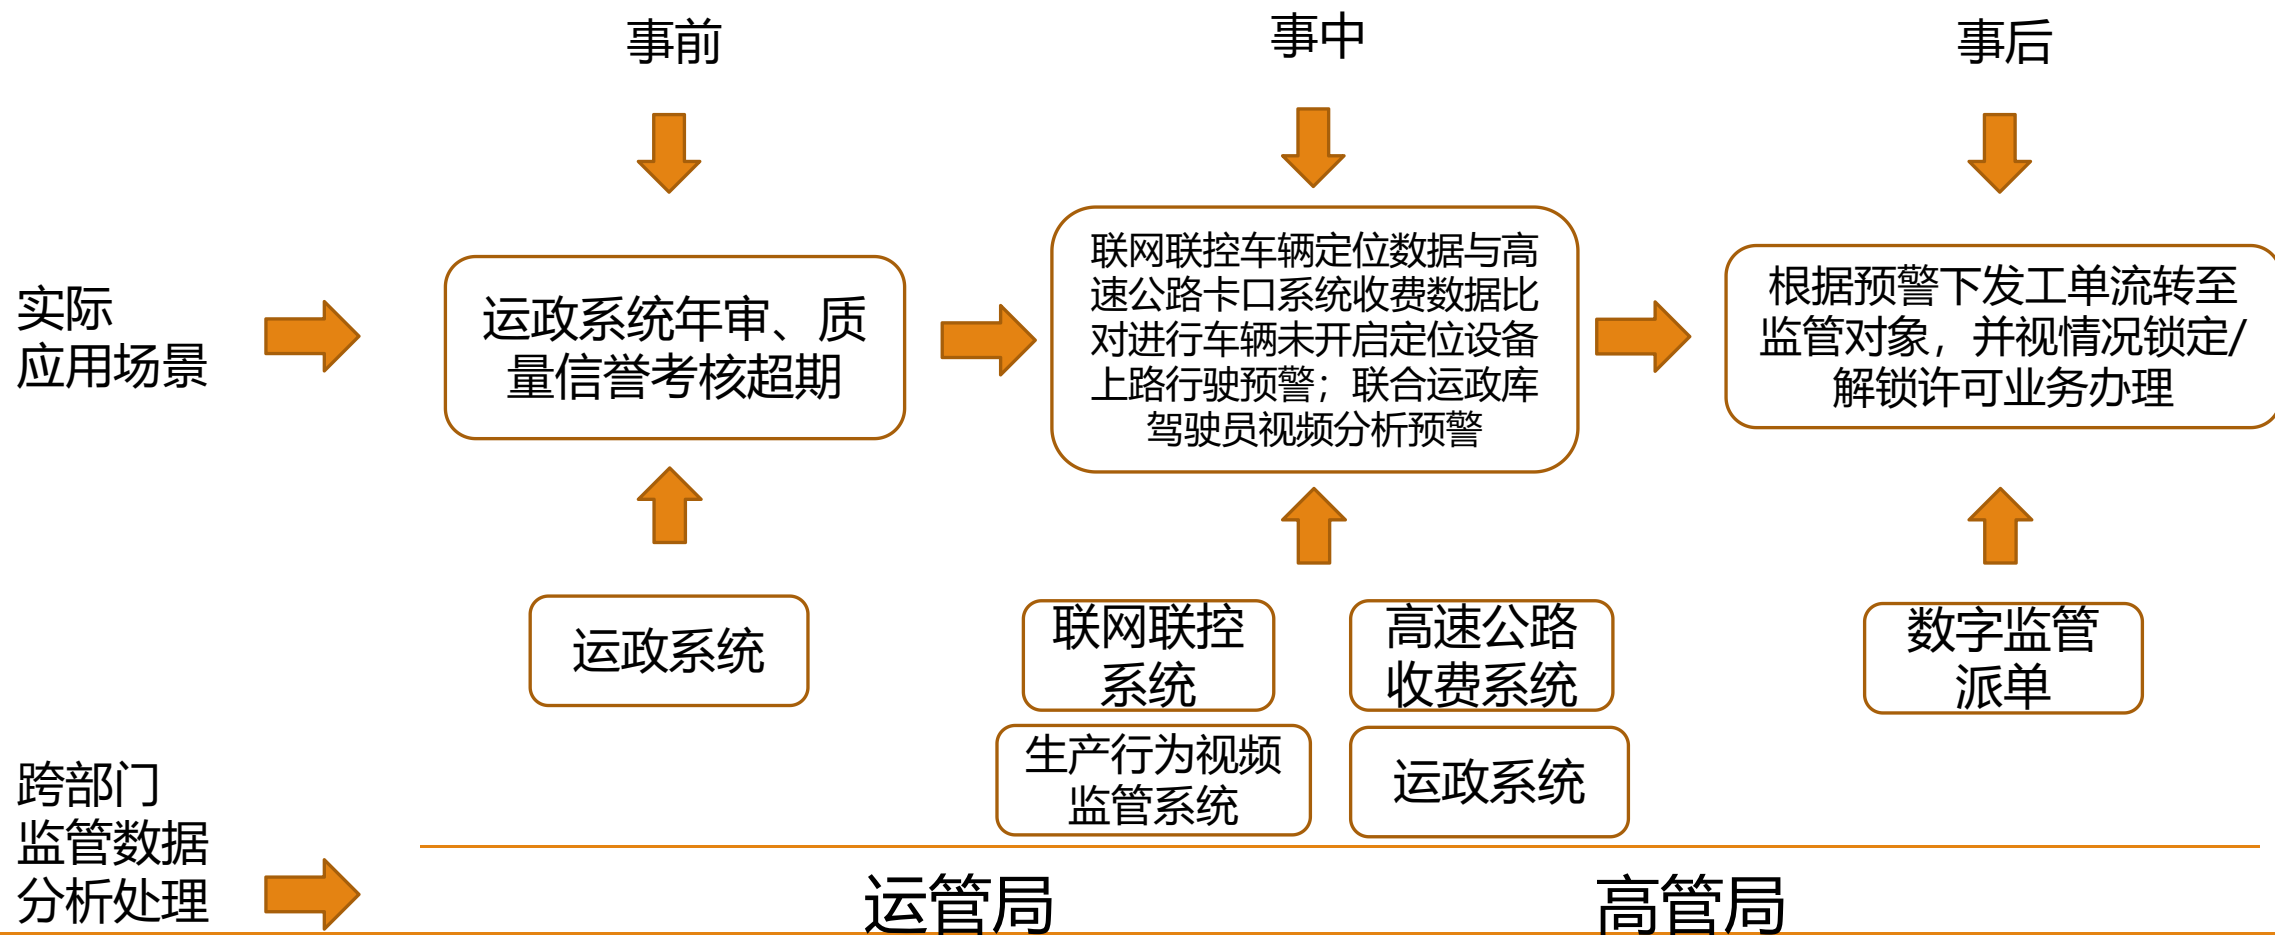 事前
事中
事后
实际
应用场景
运政系统年审、质
量信誉考核超期
联网联控车辆定位数据与高
速公路卡口系统收费数据比
对进行车辆未开启定位设备
上路行驶预警；联合运政库
驾驶员视频分析预警
根据预警下发工单流转至
监管对象，并视情况锁定/
解锁许可业务办理
运政系统
联网联控
系统
高速公路
收费系统
数字监管
派单
生产行为视频
监管系统
运政系统
跨部门
监管数据
分析处理
运管局
高管局